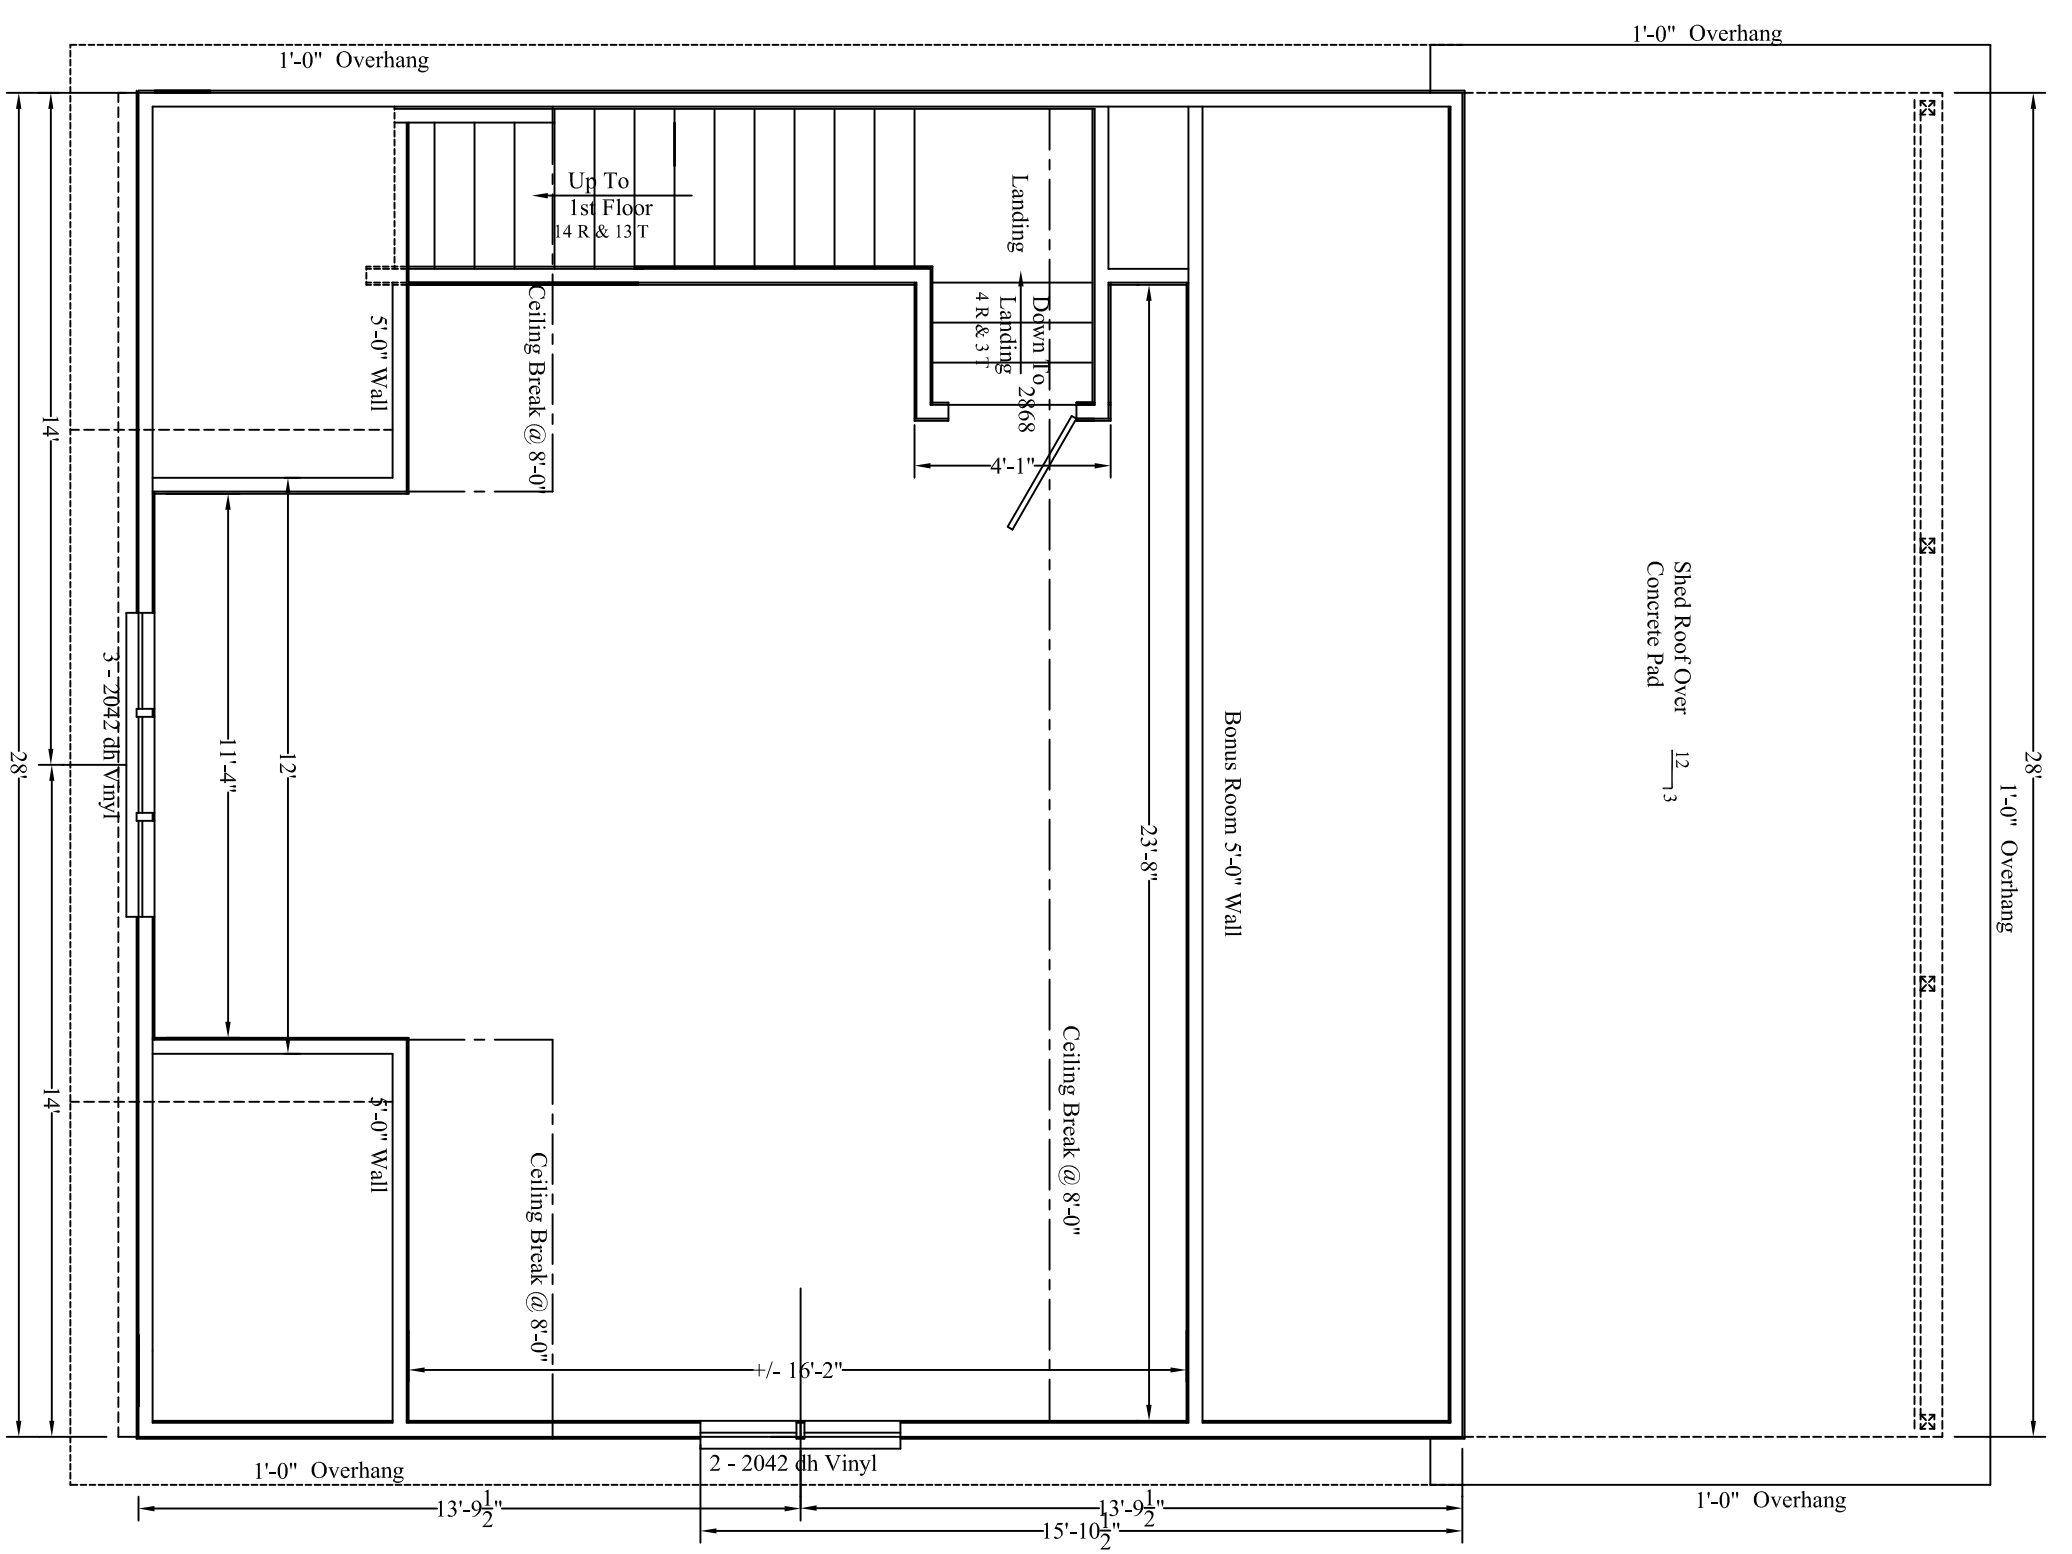 1'-0" Overhang
1'-0" Overhang
Up To
1st Floor
14 R & 13 T
Landing
Down To
Landing
4 R & 3 T
2868
4'-1"
5'-0" Wall
Ceiling Break @ 8'-0"
14'
28'
3 - 2042 dh Vinyl
11'-4"
12'
23'-8"
Bonus Room 5'-0" Wall
Shed Roof Over
Concrete Pad
12
3
28'
1'-0" Overhang
14'
5'-0" Wall
Ceiling Break @ 8'-0"
Ceiling Break @ 8'-0"
+/- 16'-2"
2 - 2042 dh Vinyl
1'-0" Overhang
1'-0" Overhang
13'-9 1/2"
13'-9 1/2"
15'-10 1/2"